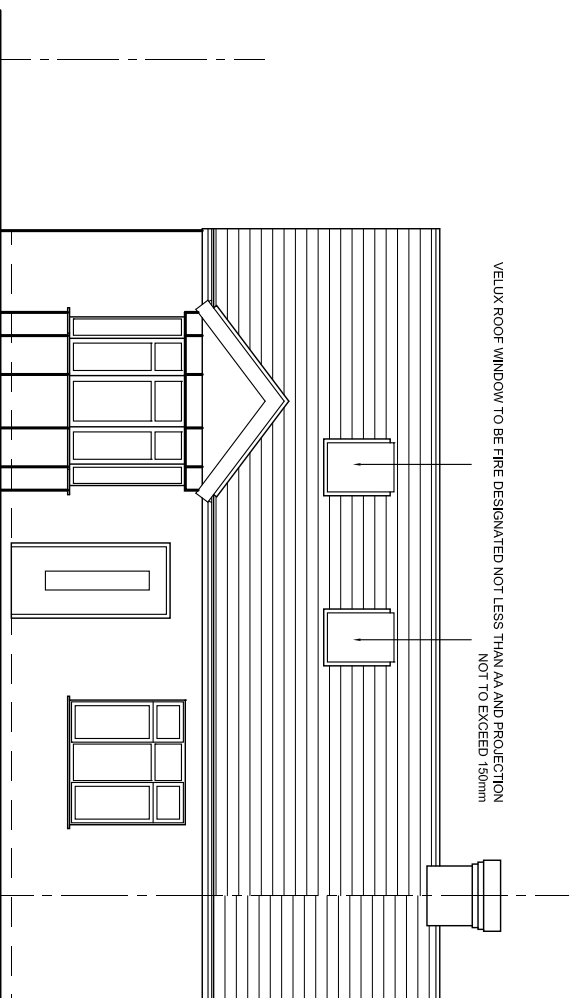 VELUX ROOF WINDOW TO BE FIRE DESIGNATED NOT LESS THAN AA AND PROJECTION
NOT TO EXCEED 150mm